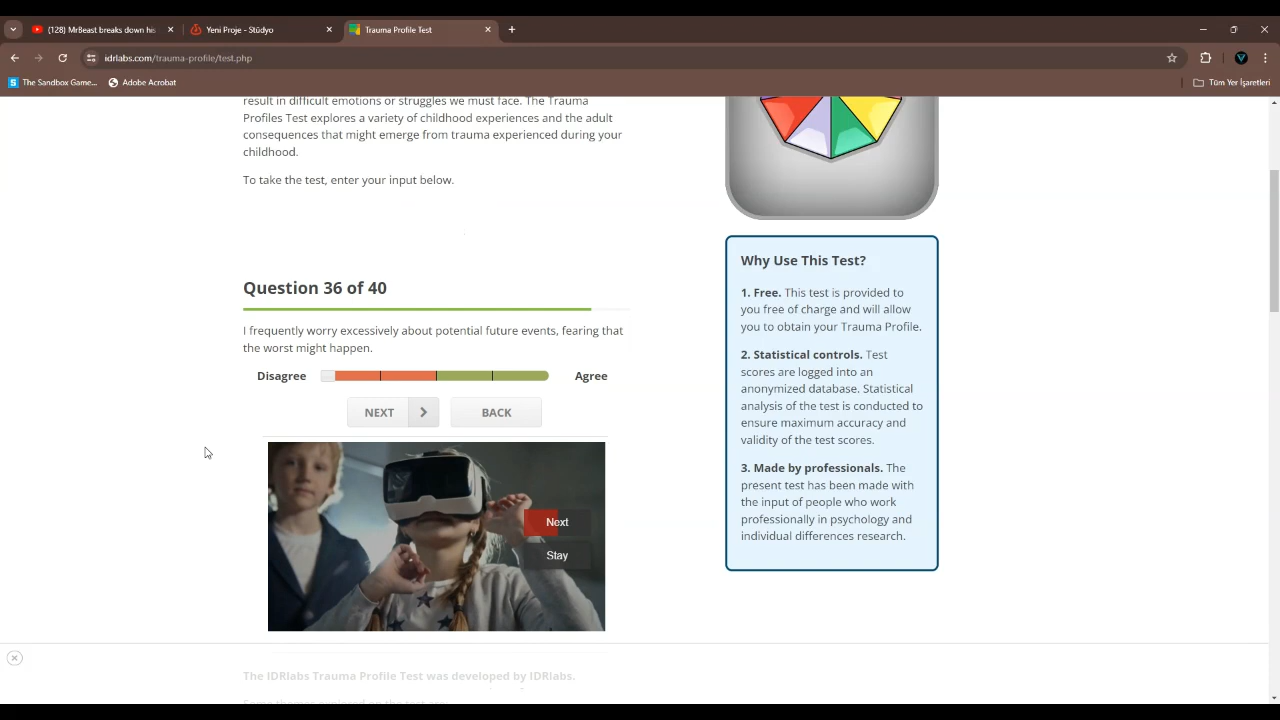 (128) MrBeast breaks down his
Yeni Proje - Stüdyo
Trauma Profile Test
idrlabs.com/trauma-profile/test.php
The Sandbox Game...
Adobe Acrobat
Tüm Yer İşaretleri
result in difficult emotions or struggles we must face. The Trauma
Profiles Test explores a variety of childhood experiences and the adult
consequences that might emerge from trauma experienced during your
childhood.
To take the test, enter your input below.
Question 36 of 40
I frequently worry excessively about potential future events, fearing that
the worst might happen.
Disagree
Agree
NEXT
BACK
Next
Stay
The IDRlabs Trauma Profile Test was developed by IDRlabs.
Why Use This Test?
1. Free. This test is provided to
you free of charge and will allow
you to obtain your Trauma Profile.
2. Statistical controls. Test
scores are logged into an
anonymized database. Statistical
analysis of the test is conducted to
ensure maximum accuracy and
validity of the test scores.
3. Made by professionals. The
present test has been made with
the input of people who work
professionally in psychology and
individual differences research.